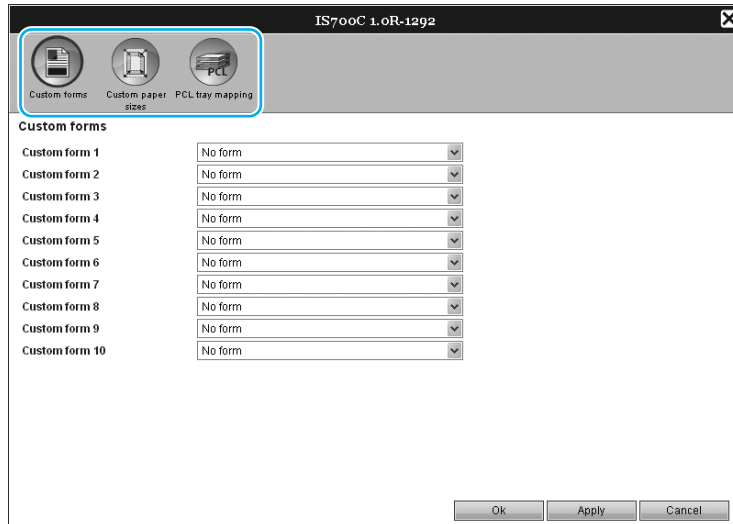 IS700C 1.0R-1292
Custom forms
Custom paper sizes
PCL
PCL tray mapping
Custom forms
Custom form 1 No form
Custom form 2 No form
Custom form 3 No form
Custom form 4 No form
Custom form 5 No form
Custom form 6 No form
Custom form 7 No form
Custom form 8 No form
Custom form 9 No form
Custom form 10 No form
Ok Apply Cancel